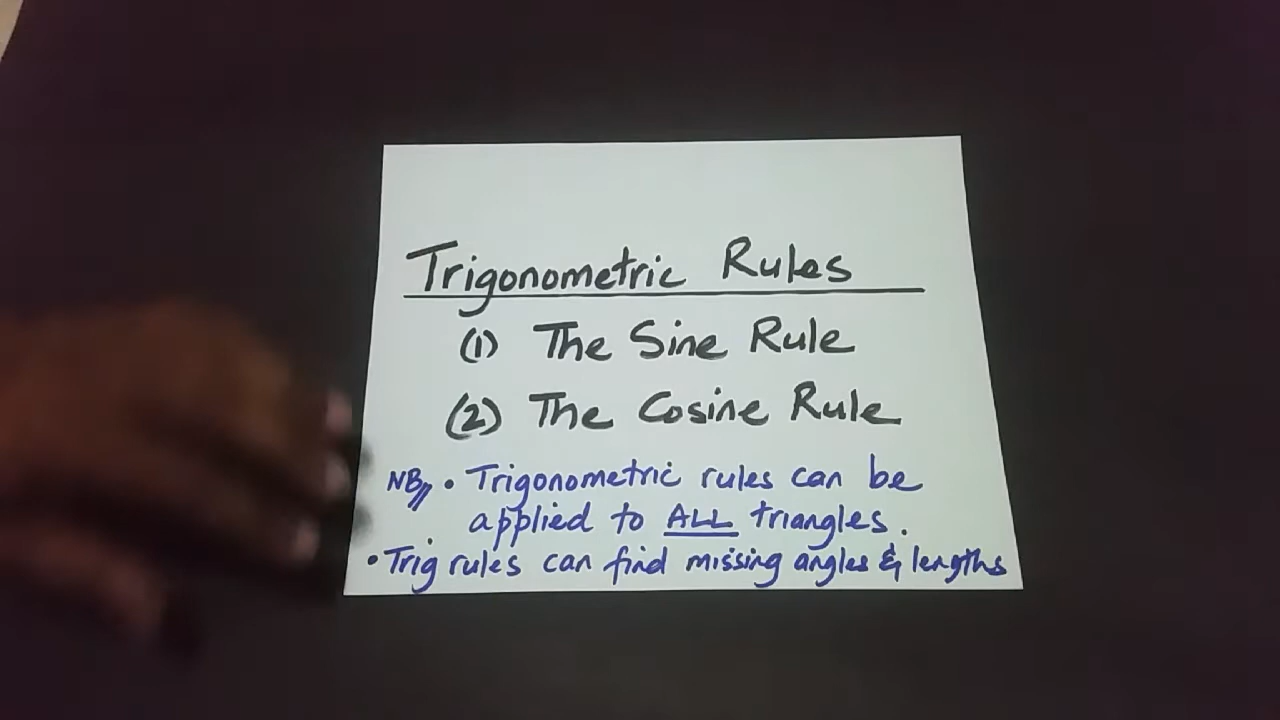 Trigonometric Rules
(1) The Sine Rule
(2) The Cosine Rule
NB// • Trigonometric rules can be
applied to ALL triangles.
• Trig rules can find missing angles & lengths